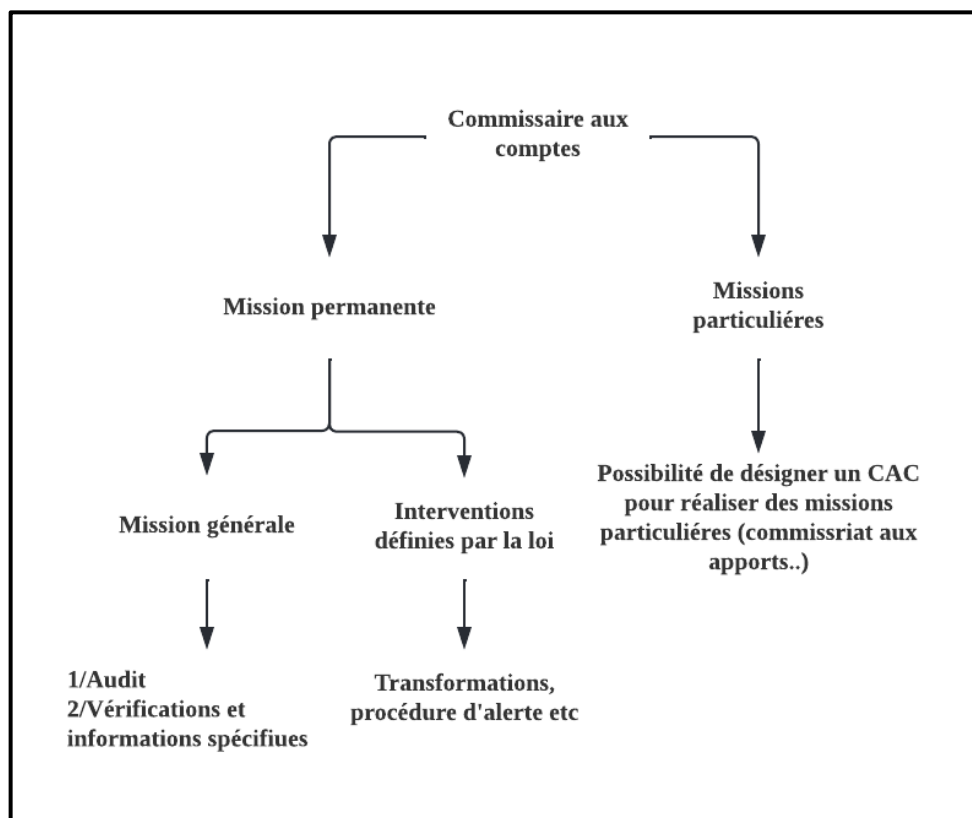 Commissaire aux
comptes
Mission permanente
Missions
particuliéres
Mission générale
Interventions
définies par la loi
Possibilité de désigner un CAC
pour réaliser des missions
particuliéres (commissriat aux
apports..)
1/Audit
2/Vérifications et
informations spécifiues
Transformations,
procédure d'alerte etc